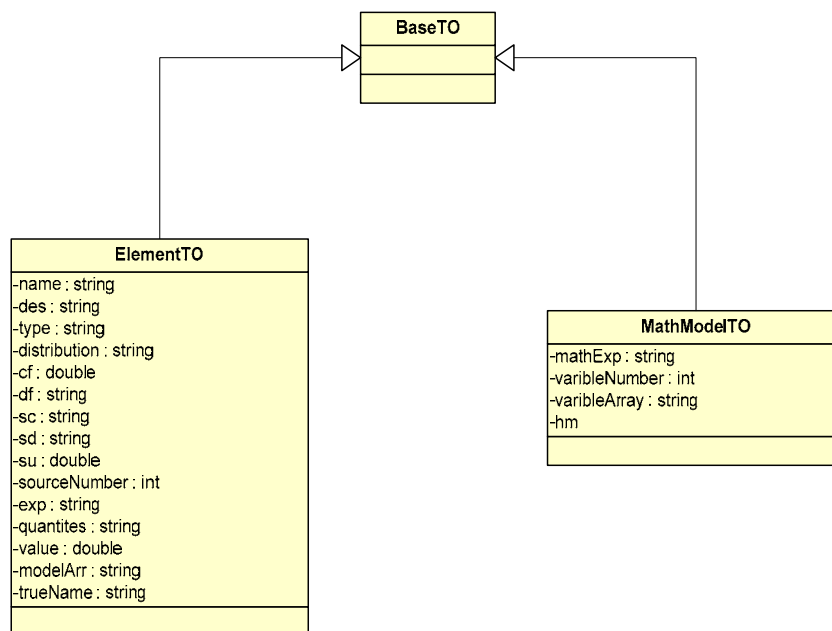 BaseTO
ElementTO
-name : string
-des : string
-type : string
-distribution : string
-cf : double
-df : string
-sc : string
-sd : string
-su : double
-sourceNumber : int
-exp : string
-quantites : string
-value : double
-modelArr : string
-trueName : string
MathModelTO
-mathExp : string
-varibleNumber : int
-varibleArray : string
-hm